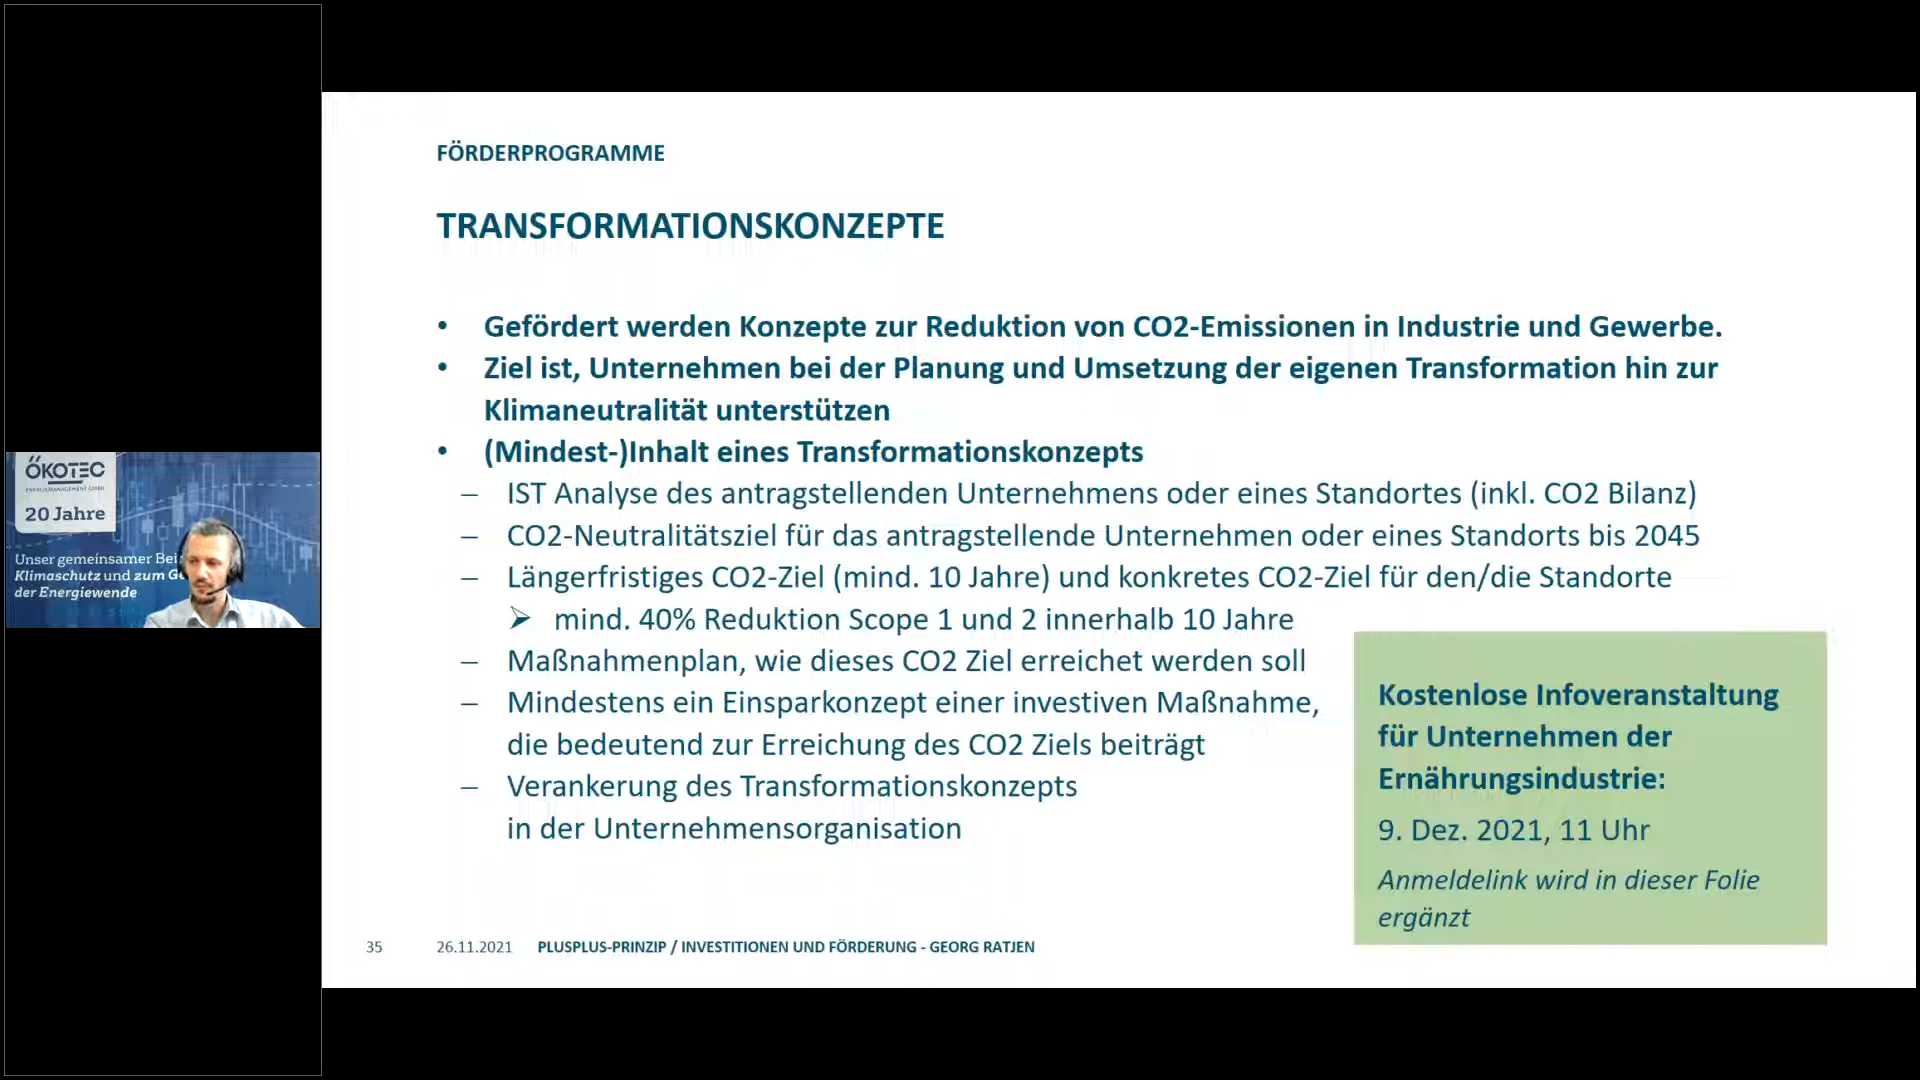 ÖKOTEC
ENERGIEMANAGEMENT GMBH
20 Jahre
Unser gemeinsamer Bei
Klimaschutz und zum Ge
der Energiewende
FÖRDERPROGRAMME
TRANSFORMATIONSKONZEPTE
• Gefördert werden Konzepte zur Reduktion von CO2-Emissionen in Industrie und Gewerbe.
• Ziel ist, Unternehmen bei der Planung und Umsetzung der eigenen Transformation hin zur
Klimaneutralität unterstützen
• (Mindest-)Inhalt eines Transformationskonzepts
– IST Analyse des antragstellenden Unternehmens oder eines Standortes (inkl. CO2 Bilanz)
– CO2-Neutralitätsziel für das antragstellende Unternehmen oder eines Standorts bis 2045
– Längerfristiges CO2-Ziel (mind. 10 Jahre) und konkretes CO2-Ziel für den/die Standorte
➢ mind. 40% Reduktion Scope 1 und 2 innerhalb 10 Jahre
– Maßnahmenplan, wie dieses CO2 Ziel erreichet werden soll
– Mindestens ein Einsparkonzept einer investiven Maßnahme,
die bedeutend zur Erreichung des CO2 Ziels beiträgt
– Verankerung des Transformationskonzepts
in der Unternehmensorganisation
Kostenlose Infoveranstaltung
für Unternehmen der
Ernährungsindustrie:
9. Dez. 2021, 11 Uhr
Anmeldelink wird in dieser Folie
ergänzt
35 26.11.2021 PLUSPLUS-PRINZIP / INVESTITIONEN UND FÖRDERUNG - GEORG RATJEN